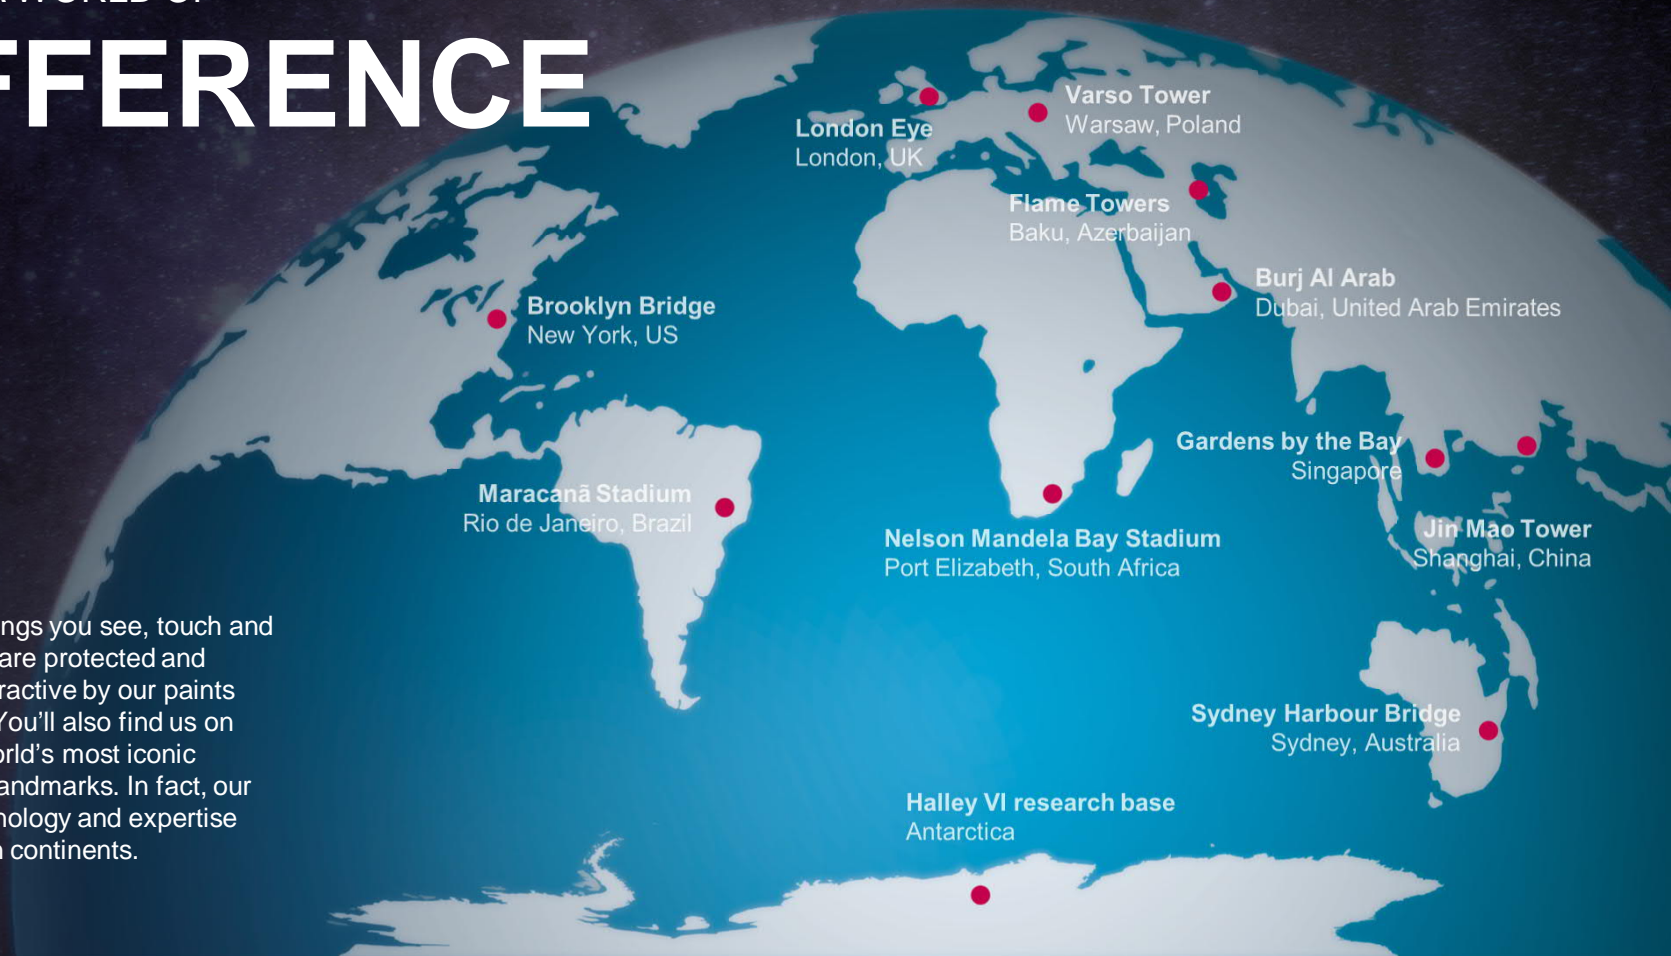 FFERENCE
Varso Tower
Warsaw, Poland
London Eye
London, UK
Flame Towers
Baku, Azerbaijan
Burj Al Arab
Dubai, United Arab Emirates
Brooklyn Bridge
New York, US
Gardens by the Bay
Singapore
Maracanã Stadium
Rio de Janeiro, Brazil
Nelson Mandela Bay Stadium
Port Elizabeth, South Africa
Jin Mao Tower
Shanghai, China
ngs you see, touch and
are protected and
ractive by our paints
You’ll also find us on
orld’s most iconic
andmarks. In fact, our
nology and expertise
n continents.
Sydney Harbour Bridge
Sydney, Australia
Halley VI research base
Antarctica